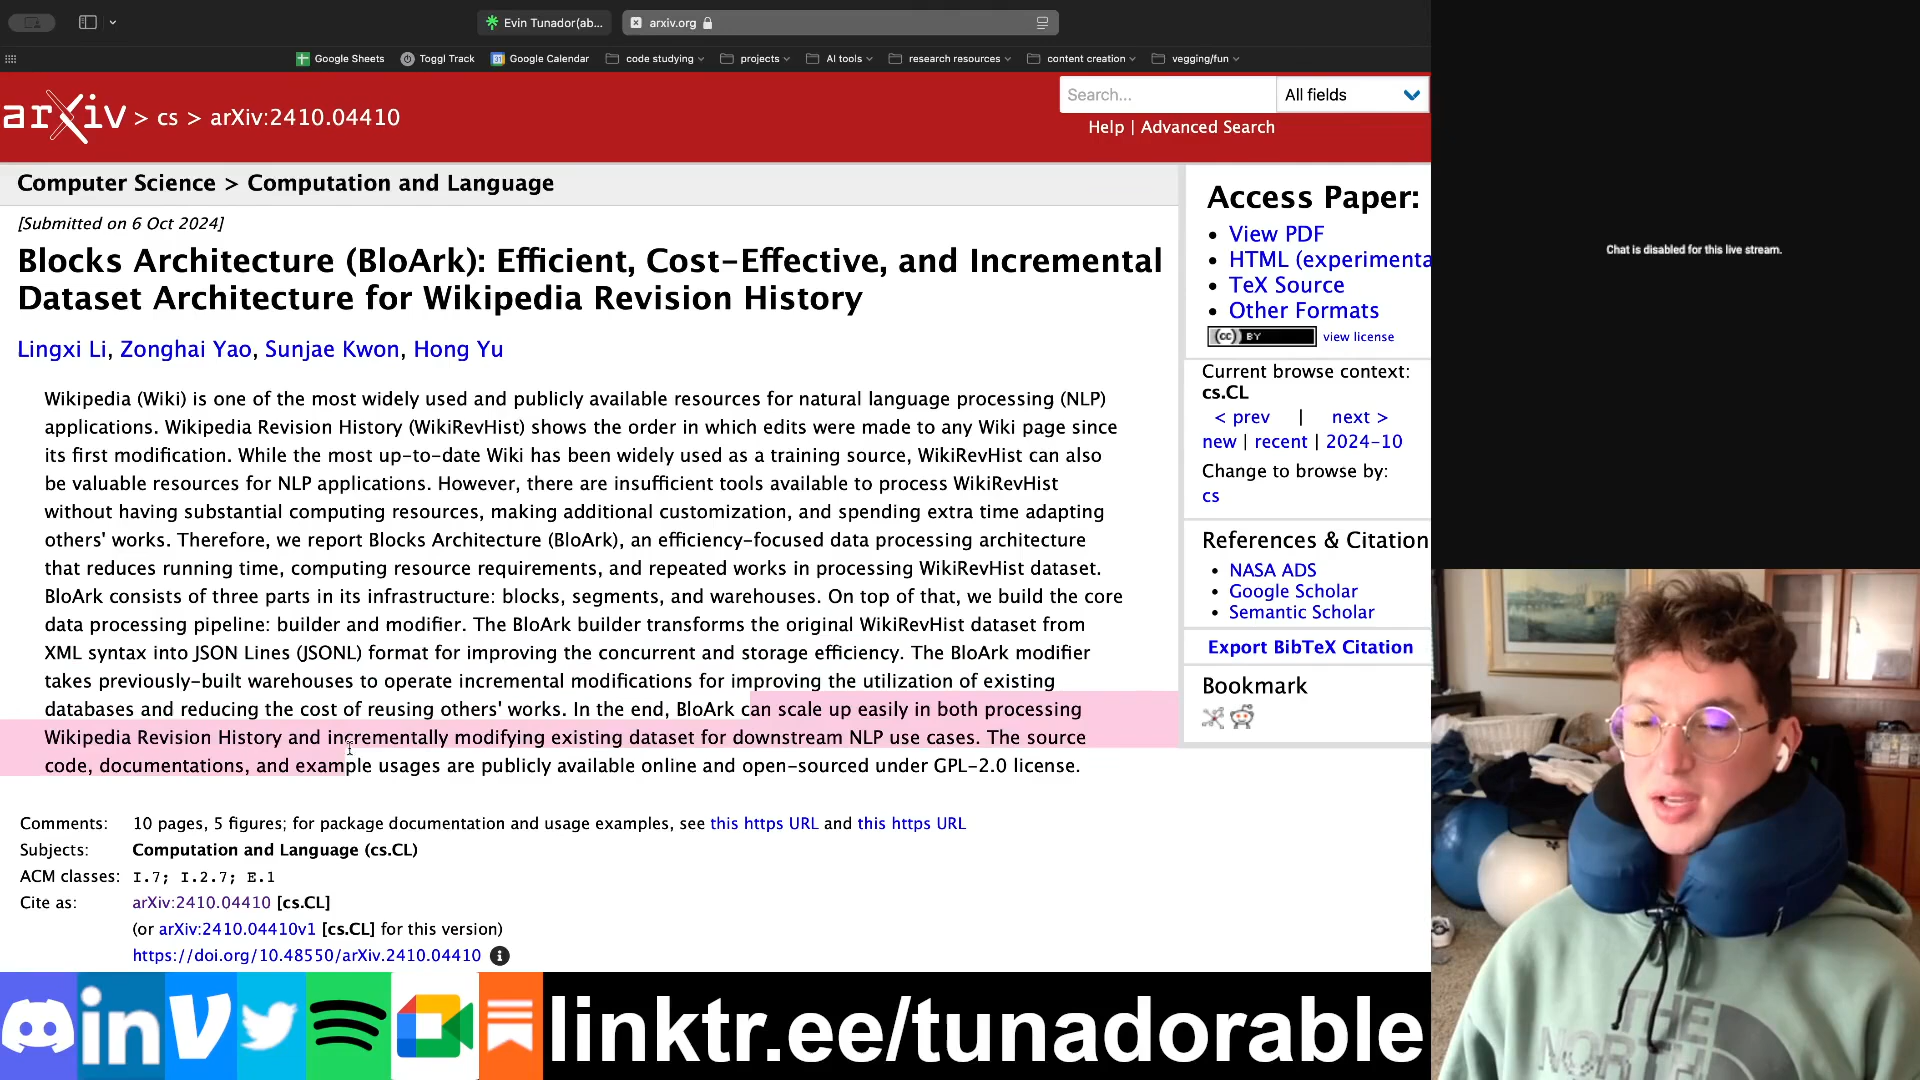 Evin Tunador(ab...
arxiv.org
Google Sheets
Toggl Track
Google Calendar
code studying
projects
AI tools
research resources
content creation
vegging/fun
arXiv > cs > arXiv:2410.04410
Search...
All fields
Help | Advanced Search
Computer Science > Computation and Language
[Submitted on 6 Oct 2024]
Blocks Architecture (BloArk): Efficient, Cost-Effective, and Incremental
Dataset Architecture for Wikipedia Revision History
Lingxi Li, Zonghai Yao, Sunjae Kwon, Hong Yu
Wikipedia (Wiki) is one of the most widely used and publicly available resources for natural language processing (NLP)
applications. Wikipedia Revision History (WikiRevHist) shows the order in which edits were made to any Wiki page since
its first modification. While the most up-to-date Wiki has been widely used as a training source, WikiRevHist can also
be valuable resources for NLP applications. However, there are insufficient tools available to process WikiRevHist
without having substantial computing resources, making additional customization, and spending extra time adapting
others' works. Therefore, we report Blocks Architecture (BloArk), an efficiency-focused data processing architecture
that reduces running time, computing resource requirements, and repeated works in processing WikiRevHist dataset.
BloArk consists of three parts in its infrastructure: blocks, segments, and warehouses. On top of that, we build the core
data processing pipeline: builder and modifier. The BloArk builder transforms the original WikiRevHist dataset from
XML syntax into JSON Lines (JSONL) format for improving the concurrent and storage efficiency. The BloArk modifier
takes previously-built warehouses to operate incremental modifications for improving the utilization of existing
databases and reducing the cost of reusing others' works. In the end, BloArk can scale up easily in both processing
Wikipedia Revision History and incrementally modifying existing dataset for downstream NLP use cases. The source
code, documentations, and example usages are publicly available online and open-sourced under GPL-2.0 license.
Comments: 10 pages, 5 figures; for package documentation and usage examples, see this https URL and this https URL
Subjects: Computation and Language (cs.CL)
ACM classes: I.7; I.2.7; E.1
Cite as: arXiv:2410.04410 [cs.CL]
(or arXiv:2410.04410v1 [cs.CL] for this version)
https://doi.org/10.48550/arXiv.2410.04410
Access Paper:
View PDF
HTML (experimenta
TeX Source
Other Formats
(cc) BY view license
Current browse context:
cs.CL
< prev | next >
new | recent | 2024-10
Change to browse by:
cs
References & Citation
NASA ADS
Google Scholar
Semantic Scholar
Export BibTeX Citation
Bookmark
Chat is disabled for this live stream.
THE
NORTH
in
linktr.ee/tunadorable